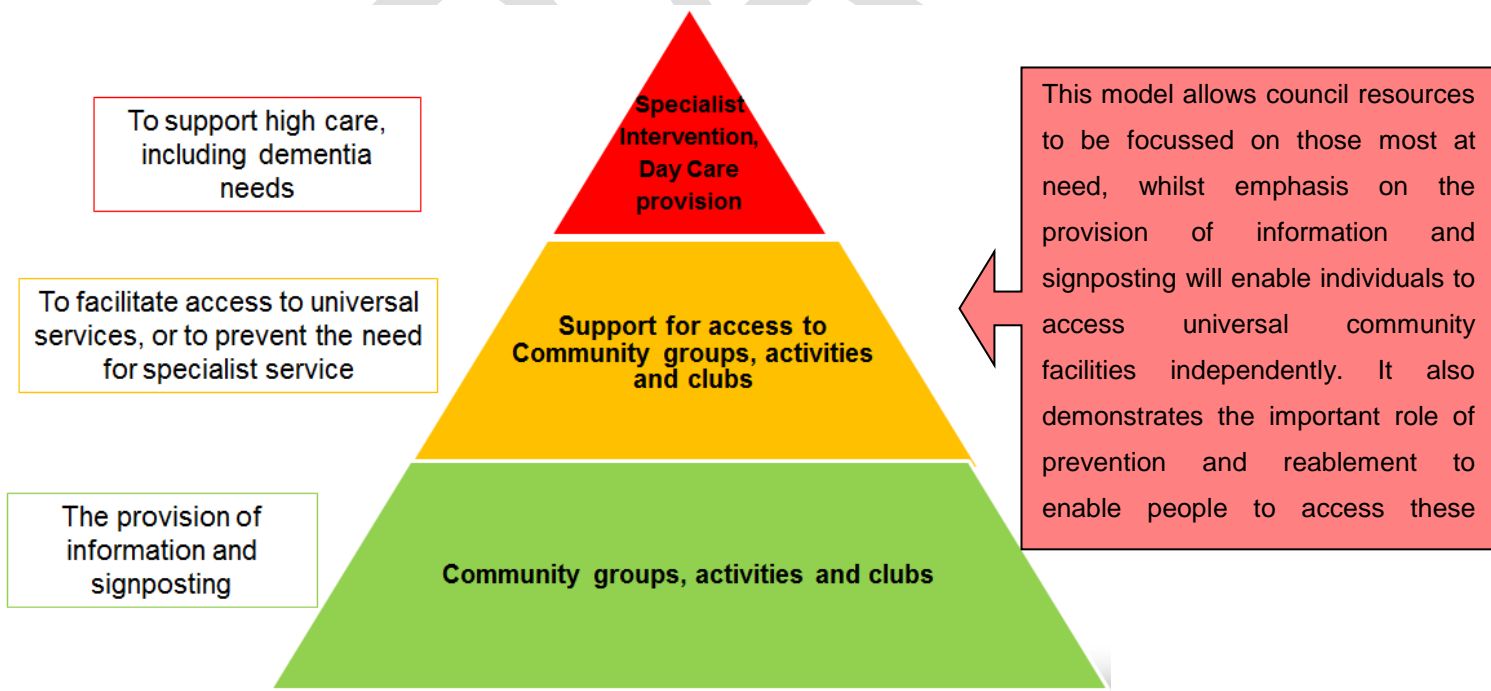 To support high care,
including dementia
needs
Specialist
Intervention,
Day Care
provision
To facilitate access to universal
services, or to prevent the need
for specialist service
Support for access to
Community groups, activities
and clubs
The provision of
information and
signposting
Community groups, activities and clubs
This model allows council resources
to be focussed on those most at
need, whilst emphasis on the
provision of information and
signposting will enable individuals to
access universal community
facilities independently. It also
demonstrates the important role of
prevention and reablement to
enable people to access these